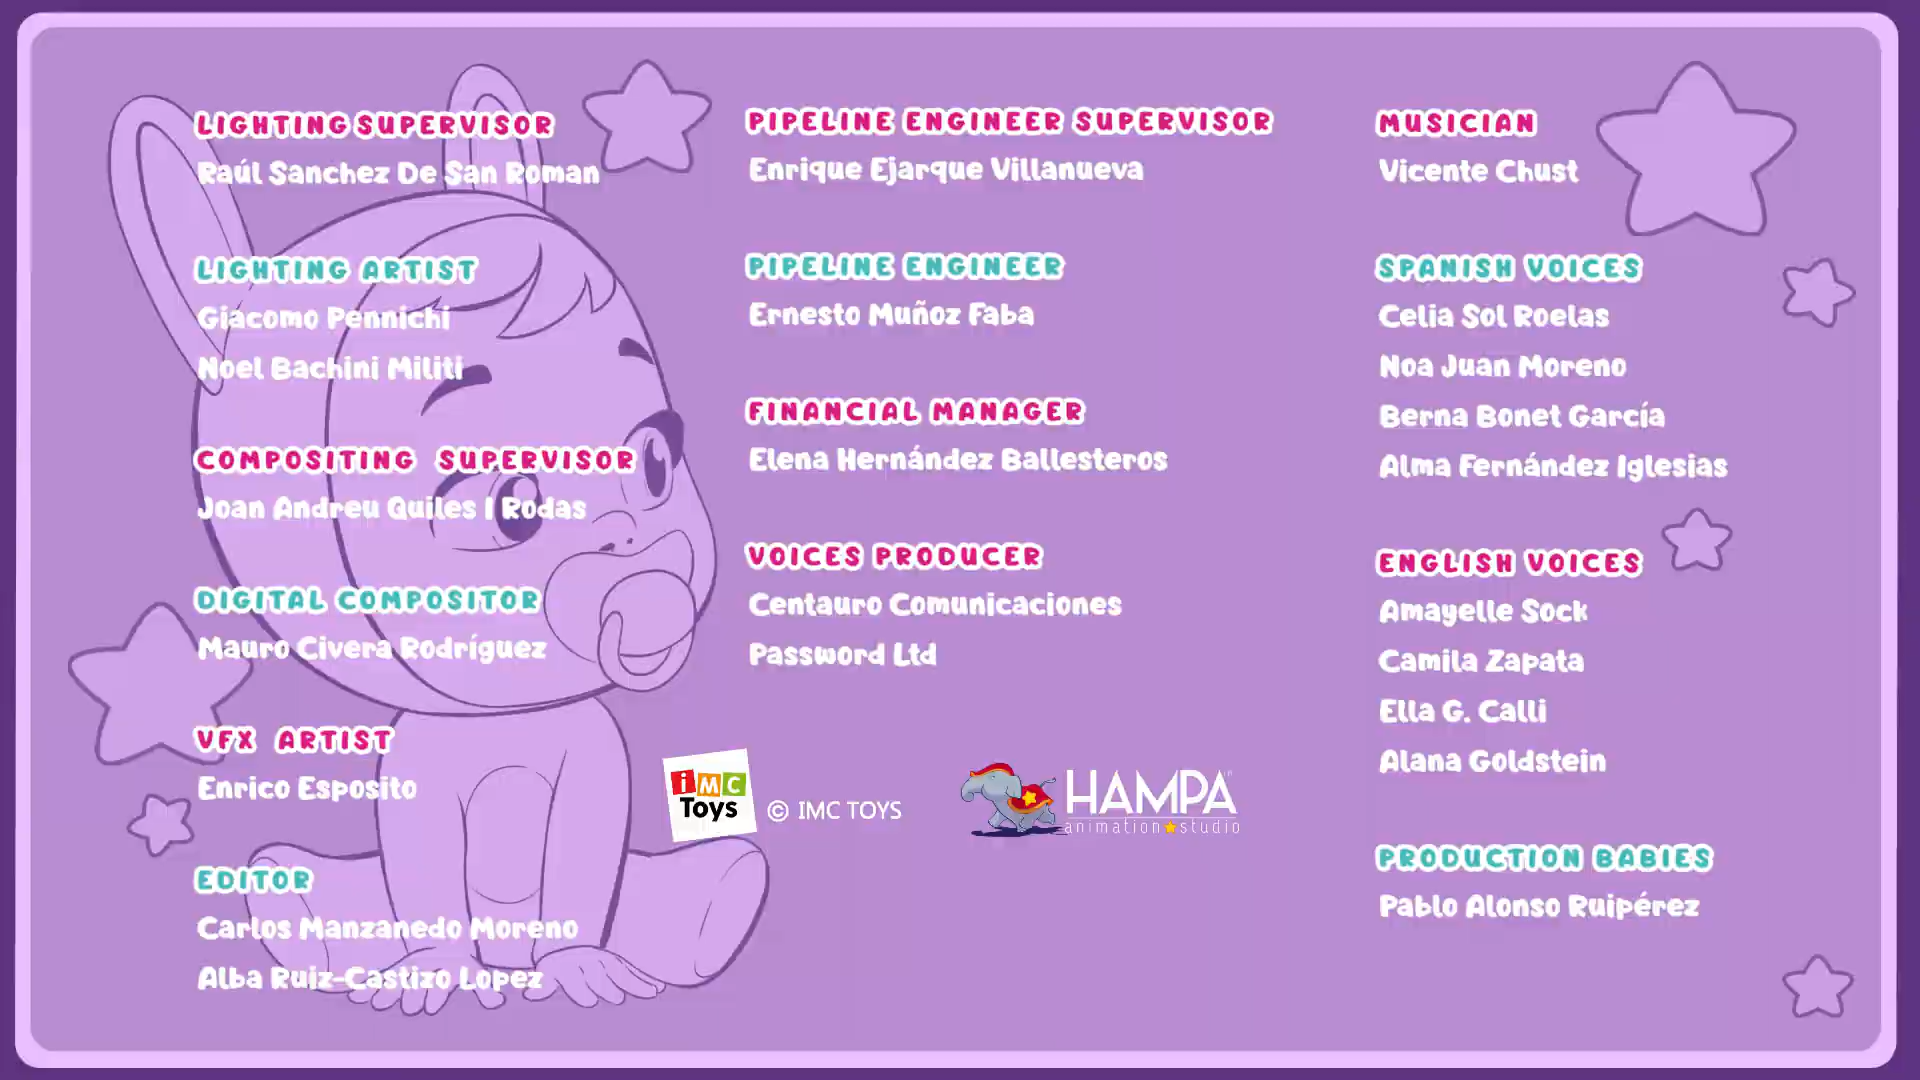 LIGHTING SUPERVISOR
Raúl Sanchez De San Roman
LIGHTING ARTIST
Giacomo Pennichi
Noel Bachini Militi
COMPOSITING SUPERVISOR
Joan Andreu Quiles I Rodas
DIGITAL COMPOSITOR
Mauro Civera Rodríguez
VFX ARTIST
Enrico Esposito
EDITOR
Carlos Manzanedo Moreno
Alba Ruiz-Castizo Lopez
PIPELINE ENGINEER SUPERVISOR
Enrique Ejarque Villanueva
PIPELINE ENGINEER
Ernesto Muñoz Faba
FINANCIAL MANAGER
Elena Hernández Ballesteros
VOICES PRODUCER
Centauro Comunicaciones
Password Ltd
iMC
Toys
© IMC TOYS
HAMPA
animation studio
MUSICIAN
Vicente Chust
SPANISH VOICES
Celia Sol Roelas
Noa Juan Moreno
Berna Bonet García
Alma Fernández Iglesias
ENGLISH VOICES
Amayelle Sock
Camila Zapata
Ella G. Calli
Alana Goldstein
PRODUCTION BABIES
Pablo Alonso Ruipérez